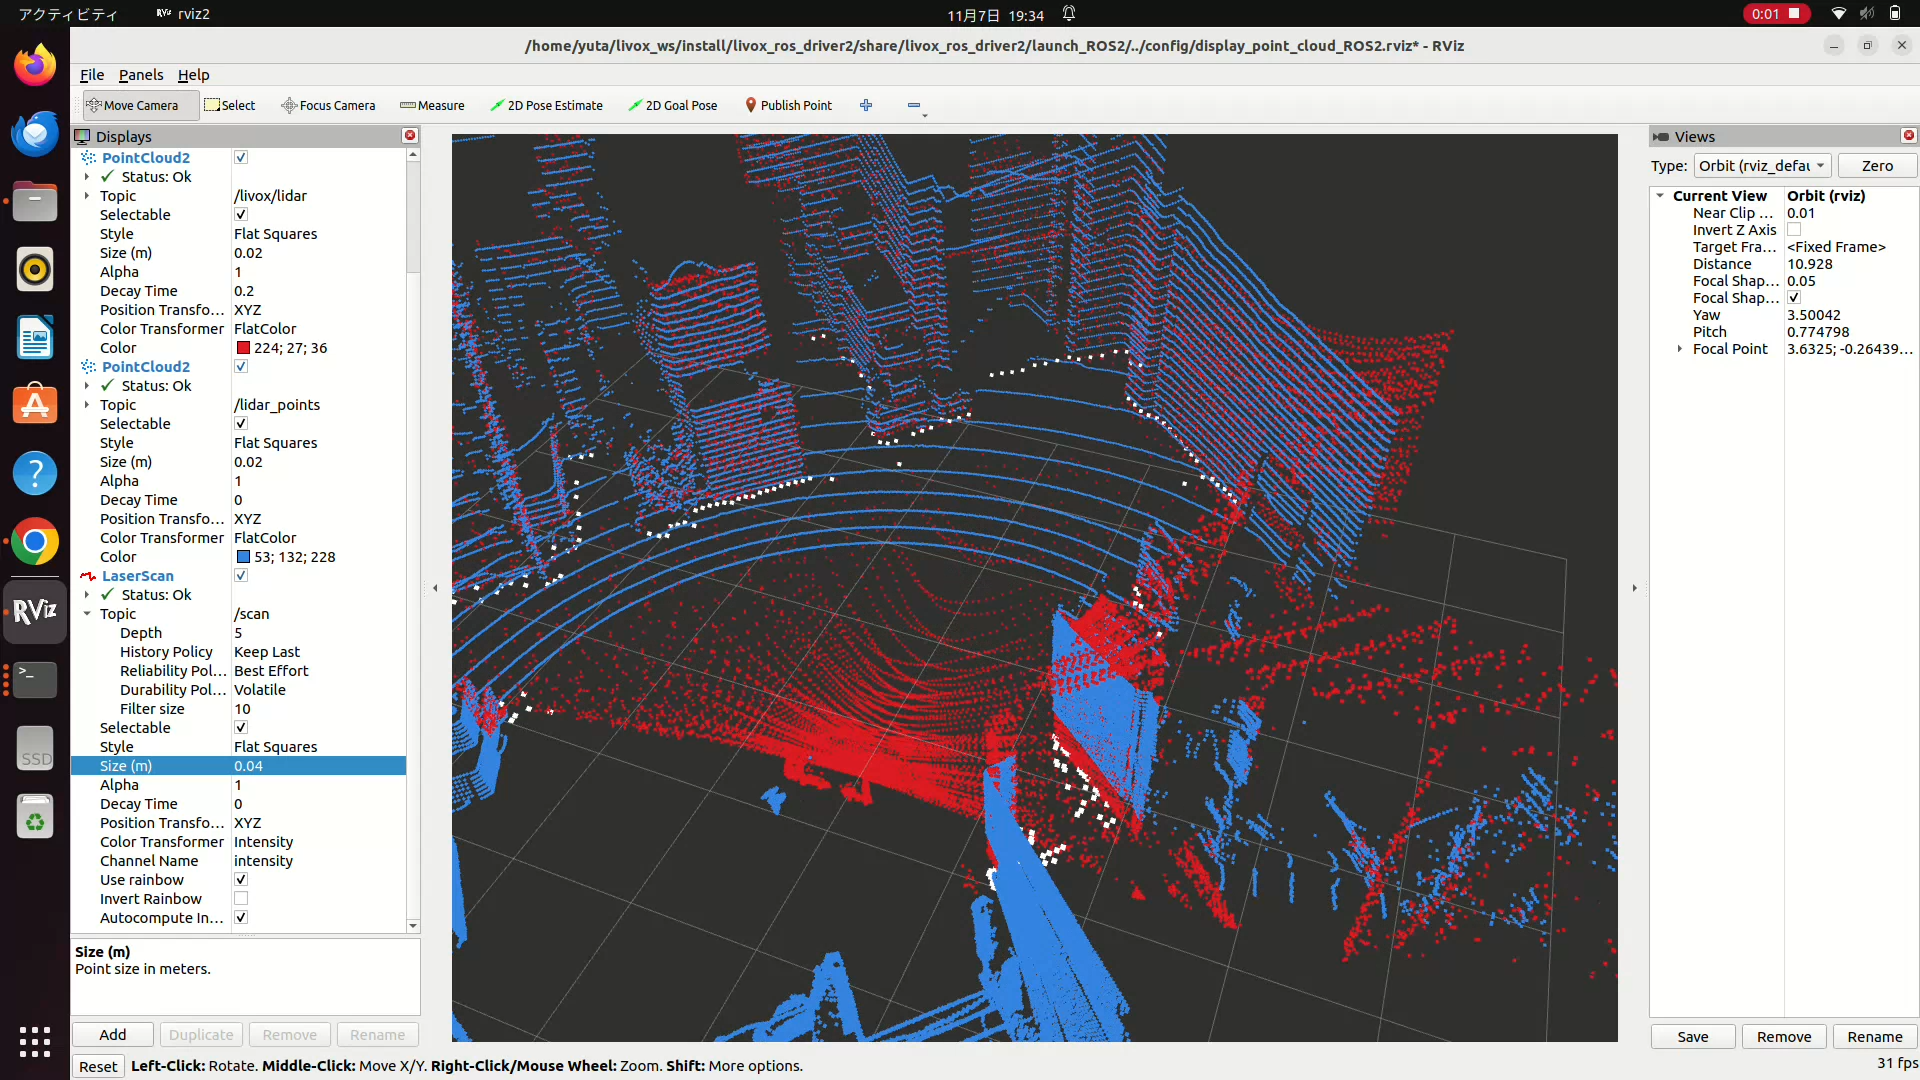 アクティビティ
RViz rviz2
11月7日 19:34
0:01
/home/yuta/livox_ws/install/livox_ros_driver2/share/livox_ros_driver2/launch_ROS2/../config/display_point_cloud_ROS2.rviz* - RViz
File Panels Help
Move Camera Select Focus Camera Measure 2D Pose Estimate 2D Goal Pose Publish Point
Displays
PointCloud2
Status: Ok
Topic /livox/lidar
Selectable
Style Flat Squares
Size (m) 0.02
Alpha 1
Decay Time 0.2
Position Transfo... XYZ
Color Transformer FlatColor
Color 224; 27; 36
PointCloud2
Status: Ok
Topic /lidar_points
Selectable
Style Flat Squares
Size (m) 0.02
Alpha 1
Decay Time 0
Position Transfo... XYZ
Color Transformer FlatColor
Color 53; 132; 228
LaserScan
Status: Ok
Topic /scan
Depth 5
History Policy Keep Last
Reliability Pol... Best Effort
Durability Pol... Volatile
Filter size 10
Selectable
Style Flat Squares
Size (m) 0.04
Alpha 1
Decay Time 0
Position Transfo... XYZ
Color Transformer Intensity
Channel Name intensity
Use rainbow
Invert Rainbow
Autocompute In...
Size (m)
Point size in meters.
Add Duplicate Remove Rename
Reset Left-Click: Rotate. Middle-Click: Move X/Y. Right-Click/Mouse Wheel: Zoom. Shift: More options.
Views
Type: Orbit (rviz_defau Zero
Current View Orbit (rviz)
Near Clip ... 0.01
Invert Z Axis
Target Fra... <Fixed Frame>
Distance 10.928
Focal Shap... 0.05
Focal Shap...
Yaw 3.50042
Pitch 0.774798
Focal Point 3.6325; -0.26439...
Save Remove Rename
31 fps
RViz
SSD